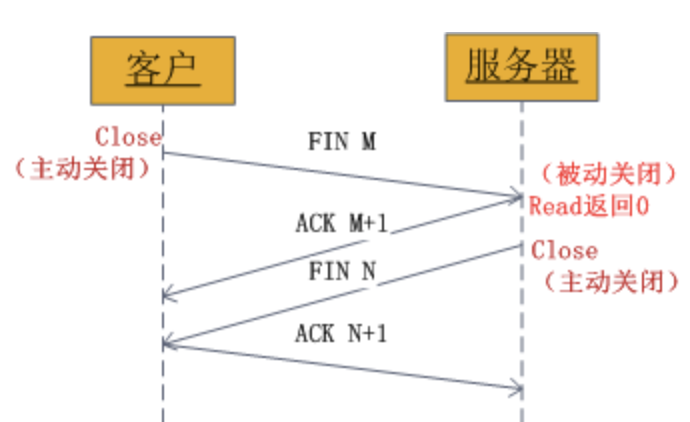 客户
服务器
Close
（主动关闭）
FIN M
（被动关闭）
Read返回0
ACK M+1
Close
（主动关闭）
FIN N
ACK N+1